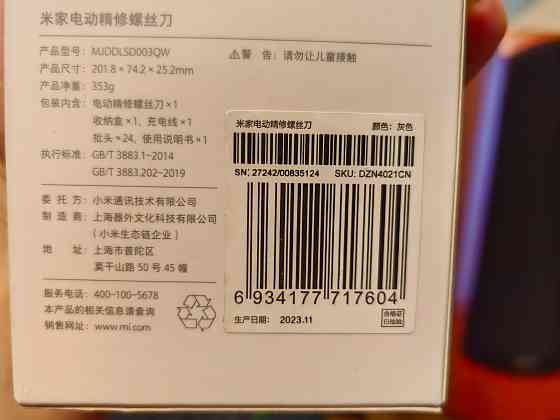 米家电动精修螺丝刀
产品型号：MJDDLSD003QW
产品尺寸：201.8 × 74.2 × 25.2mm
产品净重：353g
包装内含：电动精修螺丝刀 ×1
收纳盒 ×1、充电线 ×1
批头 ×24、使用说明书 ×1
执行标准：GB/T 3883.1-2014
GB/T 3883.202-2019
委 托 方：小米通讯技术有限公司
制 造 商：上海器外文化科技有限公司
（小米生态链企业）
地 址：上海市普陀区
莫干山路 50 号 45 幢
服务电话：400-100-5678
本产品的相关信息请查询
销售网址：www.mi.com
警 告：请勿让儿童接触
米家电动精修螺丝刀 颜色：灰色
SN: 27242/00835124 SKU: DZN4021CN
6 934177 717604
生产日期： 2023.11
合格证
已检验